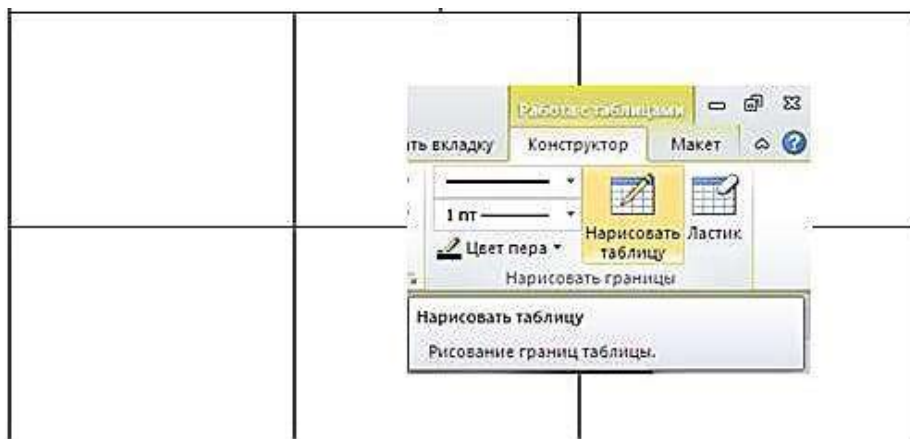 Работа с таблицами
ть вкладку Конструктор Макет
1 пт
Нарисовать таблицу Ластик
Цвет пера
Нарисовать границы
Нарисовать таблицу
Рисование границ таблицы.